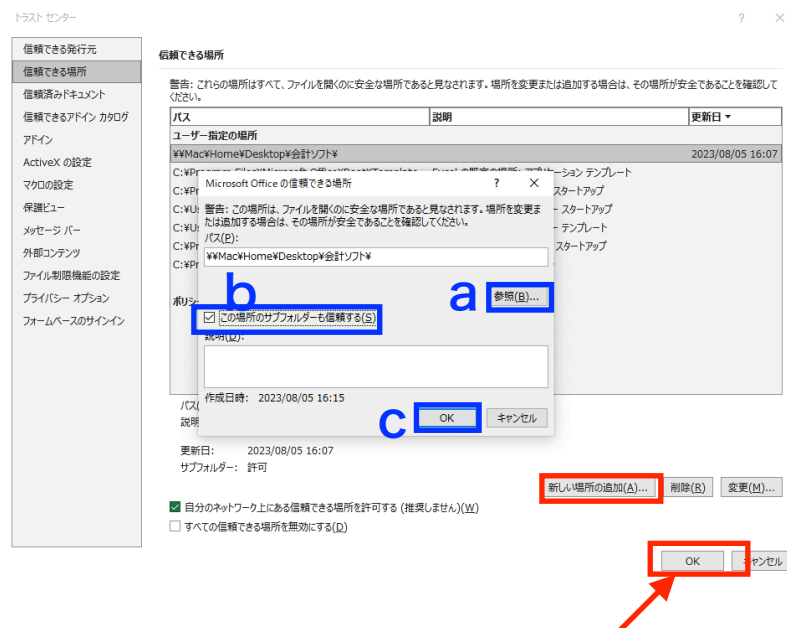 トラスト センター
? ×
信頼できる発行元
信頼できる場所
信頼済みドキュメント
信頼できるアドイン カタログ
アドイン
ActiveX の設定
マクロの設定
保護ビュー
メッセージ バー
外部コンテンツ
ファイル制限機能の設定
プライバシー オプション
フォームベースのサインイン
信頼できる場所
警告: これらの場所はすべて、ファイルを開くのに安全な場所であると見なされます。場所を変更または追加する場合は、その場所が安全であることを確認して
ください。
パス 説明 更新日
ユーザー指定の場所
¥¥Mac¥Home¥Desktop¥会計ソフト¥ 2023/08/05 16:07
ーション テンプレート
C:¥Pr スタートアップ
C:¥U - スタートアップ
C:¥U - テンプレート
C:¥Pr スタートアップ
C:¥Pr
ポリシ
Microsoft Office の信頼できる場所 ? ×
警告: この場所は、ファイルを開くのに安全な場所であると見なされます。場所を変更ま
たは追加する場合は、その場所が安全であることを確認してください。
パス(P):
¥¥Mac¥Home¥Desktop¥会計ソフト¥
a
参照(B)...
b
この場所のサブフォルダーも信頼する(S)
説明(D):
作成日時: 2023/08/05 16:15
c
OK キャンセル
パス(
説明
更新日: 2023/08/05 16:07
サブフォルダー: 許可
新しい場所の追加(A)... 削除(R) 変更(M)...
自分のネットワーク上にある信頼できる場所を許可する (推奨しません)(W)
すべての信頼できる場所を無効にする(D)
OK キャンセル